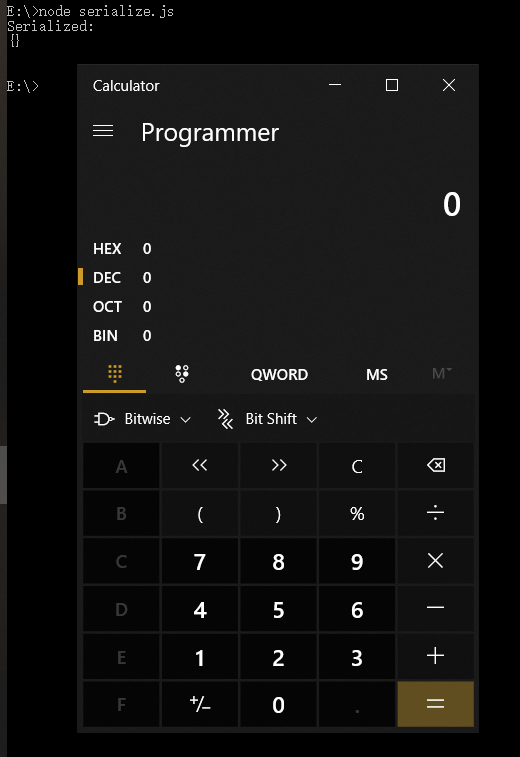 E:\>node serialize.js
Serialized:
{}
E:\>
Calculator
Programmer
0
HEX 0
DEC 0
OCT 0
BIN 0
QWORD MS M
Bitwise Bit Shift
A << >> C
B ( ) % ÷
C 7 8 9 ×
D 4 5 6 −
E 1 2 3 +
F +/− 0 . =